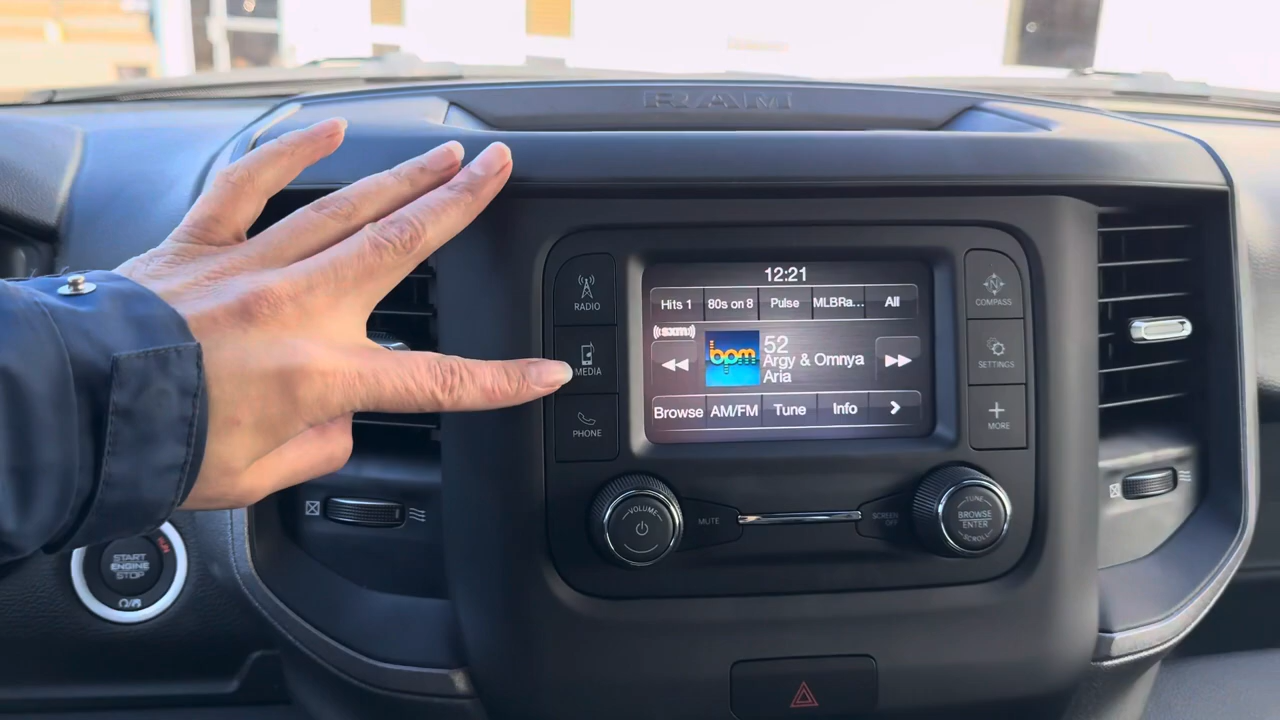 RAM
RADIO
MEDIA
PHONE
12:21
Hits 1 80s on 8 Pulse MLBRa... All
((sxm))
bpm
52
Argy & Omnya
Aria
Browse AM/FM Tune Info
N
COMPASS
SETTINGS
MORE
VOLUME
MUTE
SCREEN
OFF
TUNE
BROWSE
ENTER
SCROLL
START
ENGINE
STOP
RUN